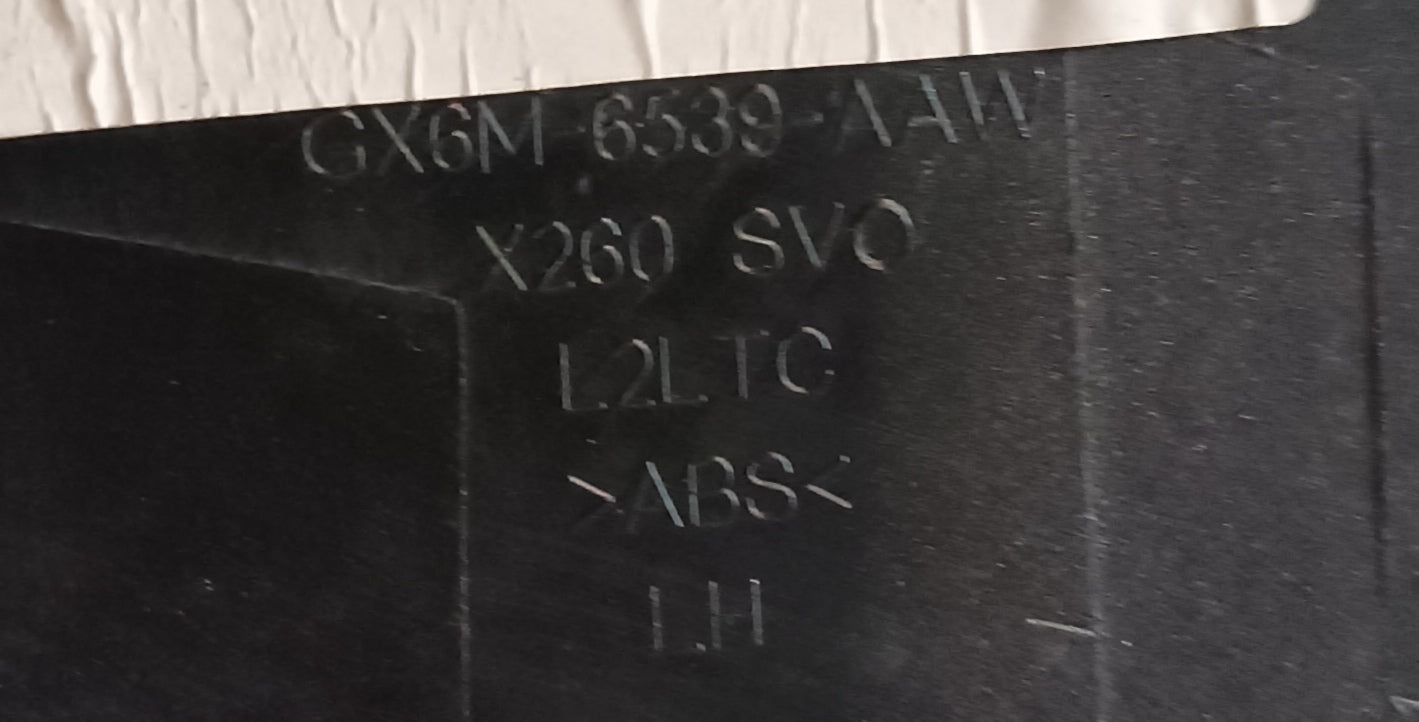 GX6M-6539-AAW
X260 SVO
L2LTC
>ABS<
LH